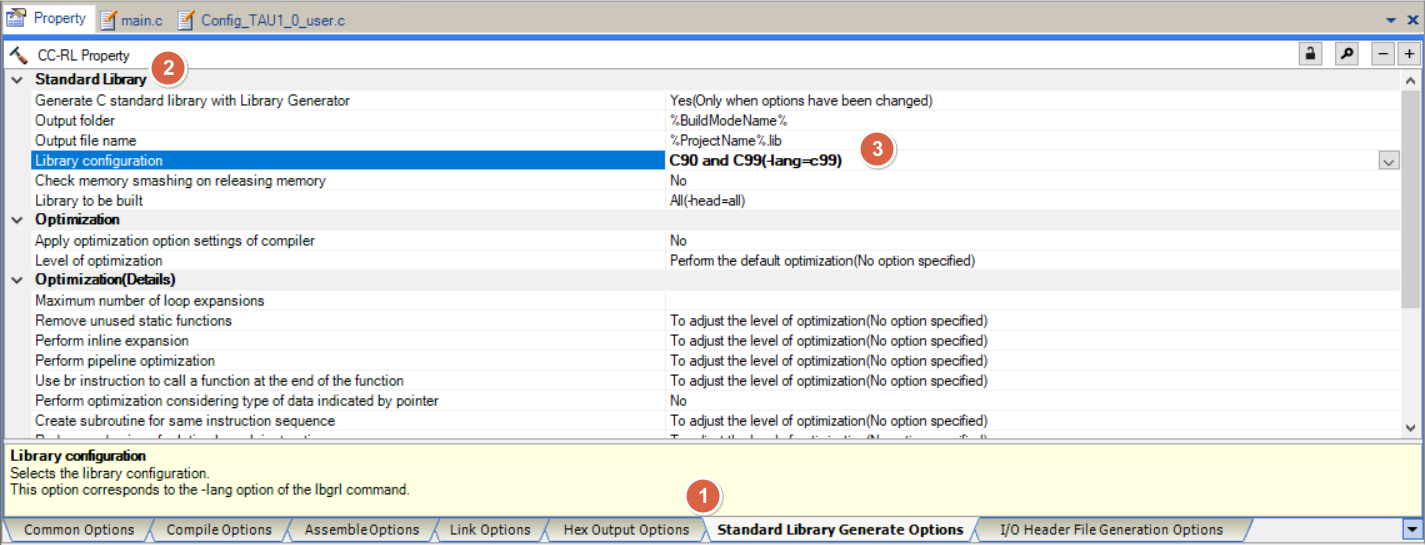 Property main.c Config_TAU1_0_user.c
CC-RL Property
2
Standard Library
Generate C standard library with Library Generator Yes(Only when options have been changed)
Output folder %BuildModeName%
Output file name %ProjectName%.lib
3
Library configuration C90 and C99(-lang=c99)
Check memory smashing on releasing memory No
Library to be built All(-head=all)
Optimization
Apply optimization option settings of compiler No
Level of optimization Perform the default optimization(No option specified)
Optimization(Details)
Maximum number of loop expansions
Remove unused static functions To adjust the level of optimization(No option specified)
Perform inline expansion To adjust the level of optimization(No option specified)
Perform pipeline optimization To adjust the level of optimization(No option specified)
Use br instruction to call a function at the end of the function To adjust the level of optimization(No option specified)
Perform optimization considering type of data indicated by pointer No
Create subroutine for same instruction sequence To adjust the level of optimization(No option specified)
Library configuration
Selects the library configuration.
This option corresponds to the -lang option of the lbgrl command.
1
Common Options Compile Options Assemble Options Link Options Hex Output Options Standard Library Generate Options I/O Header File Generation Options